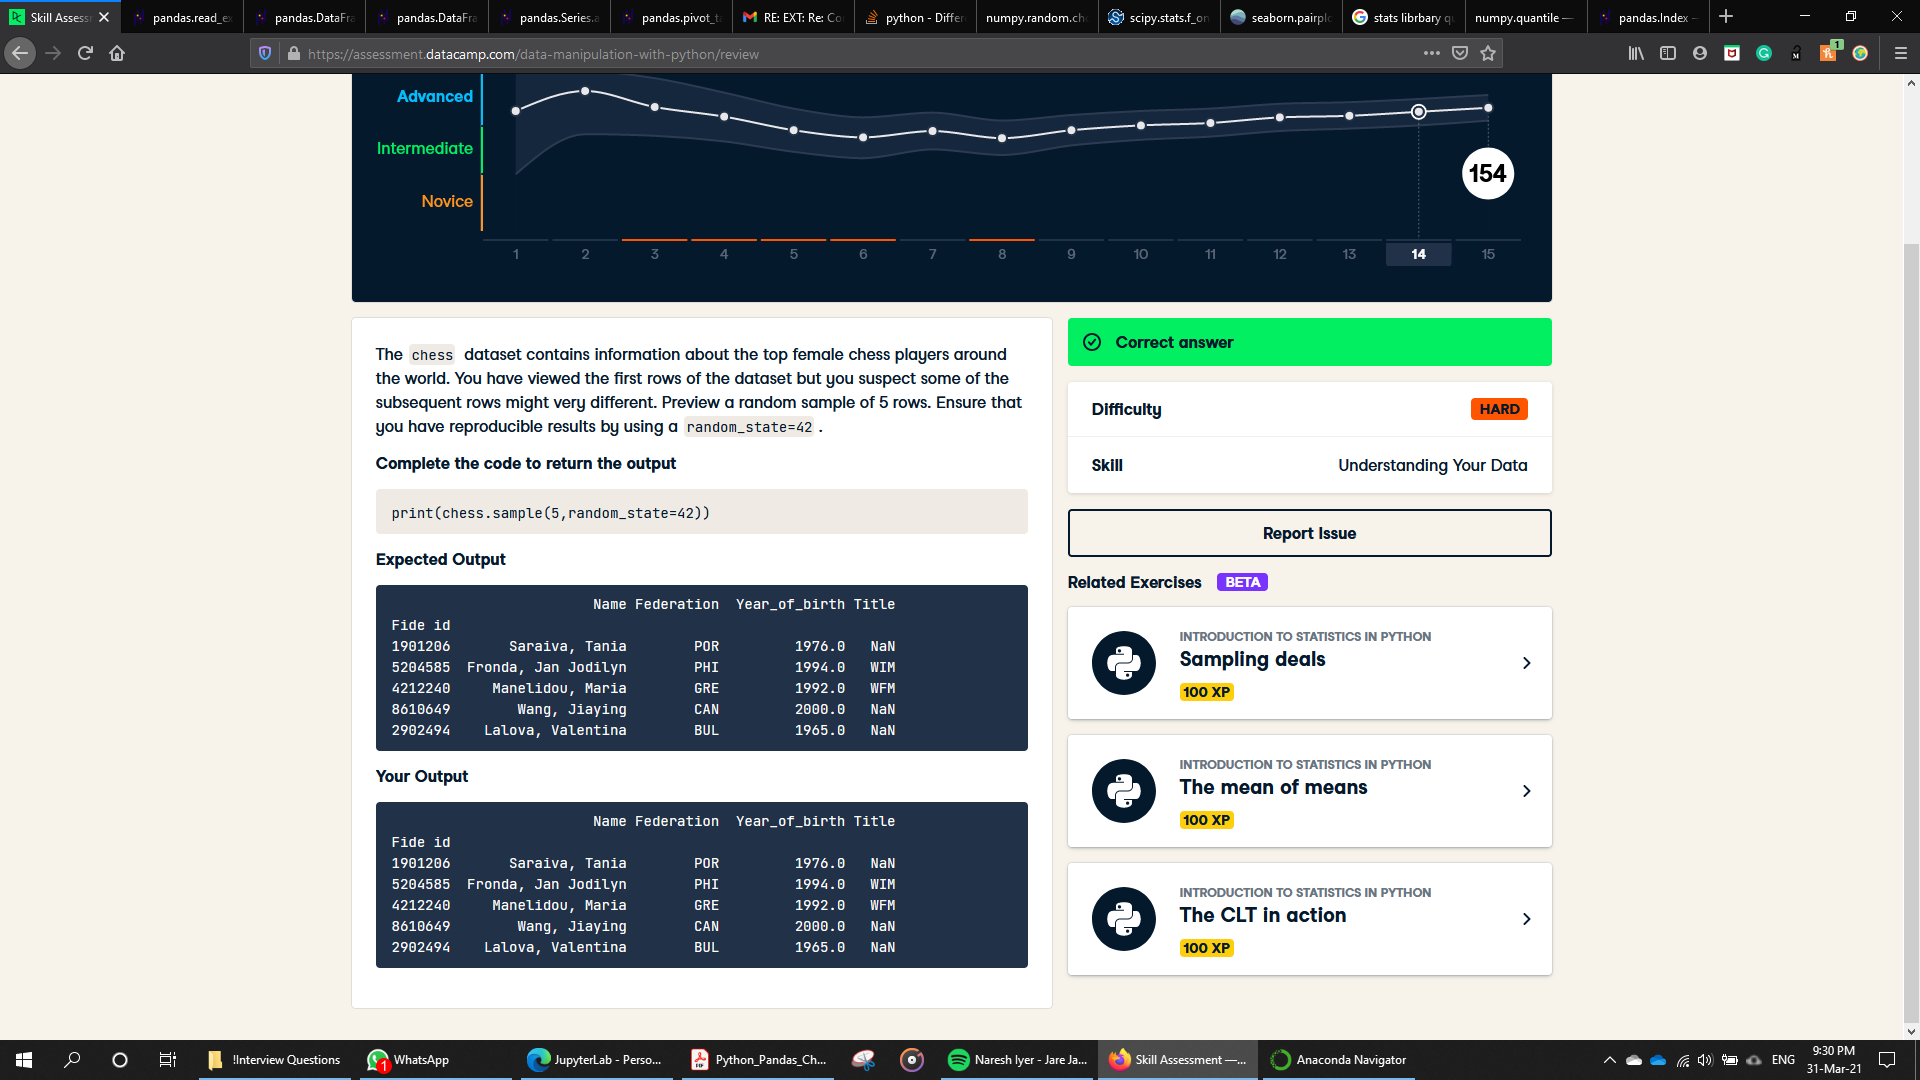 Skill Assessm
pandas.read_ex
pandas.DataFra
pandas.DataFra
pandas.Series.a
pandas.pivot_ta
RE: EXT: Re: Co
python - Differ
numpy.random.cho
scipy.stats.f_on
seaborn.pairplo
stats librbary q
numpy.quantile —
pandas.Index —
https://assessment.datacamp.com/data-manipulation-with-python/review
1
Advanced
Intermediate
Novice
154
1 2 3 4 5 6 7 8 9 10 11 12 13 14 15
The chess dataset contains information about the top female chess players around
the world. You have viewed the first rows of the dataset but you suspect some of the
subsequent rows might very different. Preview a random sample of 5 rows. Ensure that
you have reproducible results by using a random_state=42 .
Complete the code to return the output
print(chess.sample(5,random_state=42))
Expected Output
Name Federation Year_of_birth Title
Fide id
1901206 Saraiva, Tania POR 1976.0 NaN
5204585 Fronda, Jan Jodilyn PHI 1994.0 WIM
4212240 Manelidou, Maria GRE 1992.0 WFM
8610649 Wang, Jiaying CAN 2000.0 NaN
2902494 Lalova, Valentina BUL 1965.0 NaN
Your Output
Name Federation Year_of_birth Title
Fide id
1901206 Saraiva, Tania POR 1976.0 NaN
5204585 Fronda, Jan Jodilyn PHI 1994.0 WIM
4212240 Manelidou, Maria GRE 1992.0 WFM
8610649 Wang, Jiaying CAN 2000.0 NaN
2902494 Lalova, Valentina BUL 1965.0 NaN
Correct answer
Difficulty HARD
Skill Understanding Your Data
Report Issue
Related Exercises BETA
INTRODUCTION TO STATISTICS IN PYTHON
Sampling deals
100 XP
INTRODUCTION TO STATISTICS IN PYTHON
The mean of means
100 XP
INTRODUCTION TO STATISTICS IN PYTHON
The CLT in action
100 XP
!Interview Questions
1
WhatsApp
JupyterLab - Perso...
Python_Pandas_Ch...
Naresh Iyer - Jare Ja...
Skill Assessment —...
Anaconda Navigator
ENG
9:30 PM
31-Mar-21